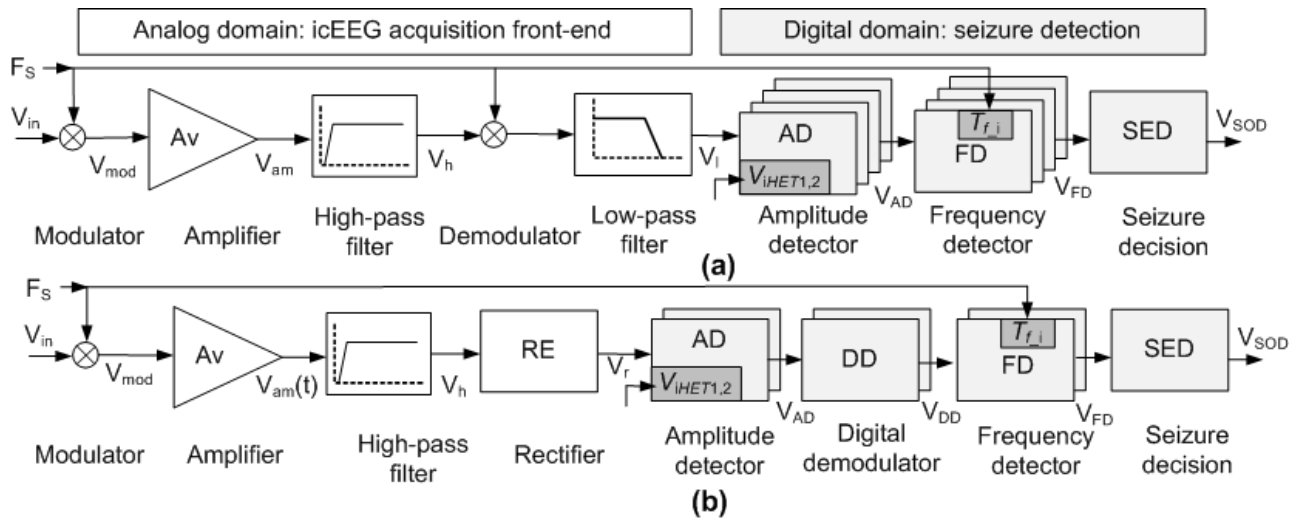 Analog domain: icEEG acquisition front-end
Digital domain: seizure detection
F_S
V_in
V_mod
Av
V_am
V_h
V_l
AD
V_iHET1,2
V_AD
T_f_i
FD
V_FD
SED
V_SOD
Modulator
Amplifier
High-pass
filter
Demodulator
Low-pass
filter
Amplitude
detector
Frequency
detector
Seizure
decision
(a)
F_S
V_in
V_mod
Av
V_am(t)
V_h
RE
V_r
AD
V_iHET1,2
V_AD
DD
V_DD
T_f_i
FD
V_FD
SED
V_SOD
Modulator
Amplifier
High-pass
filter
Rectifier
Amplitude
detector
Digital
demodulator
Frequency
detector
Seizure
decision
(b)